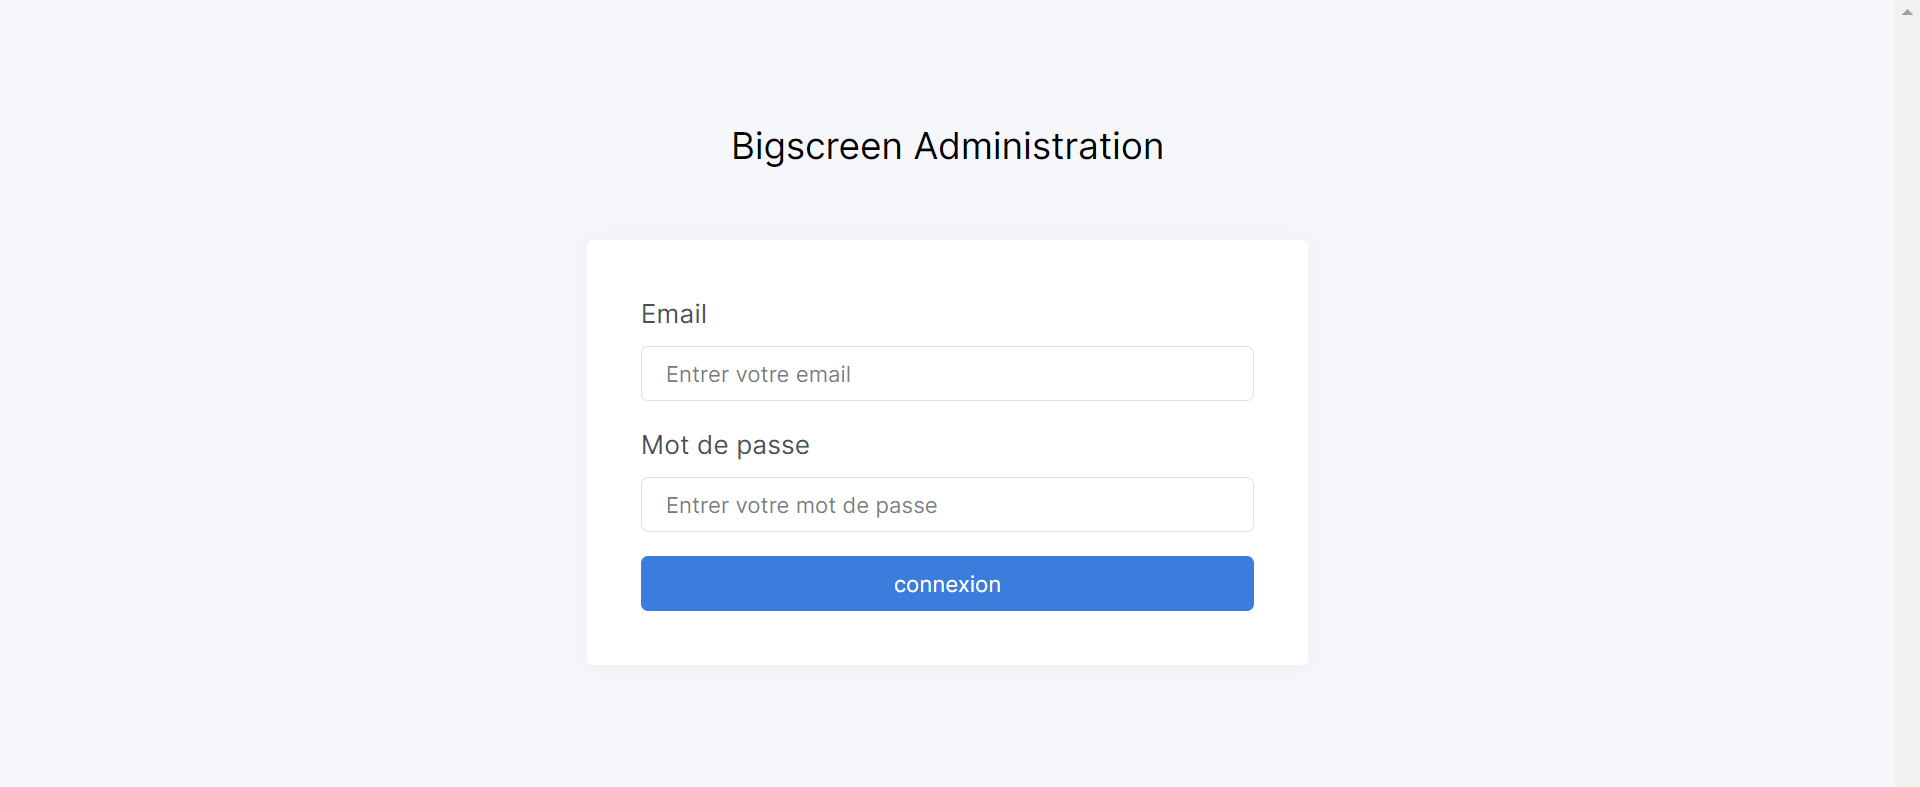 Bigscreen Administration
Email
Entrer votre email
Mot de passe
Entrer votre mot de passe
connexion